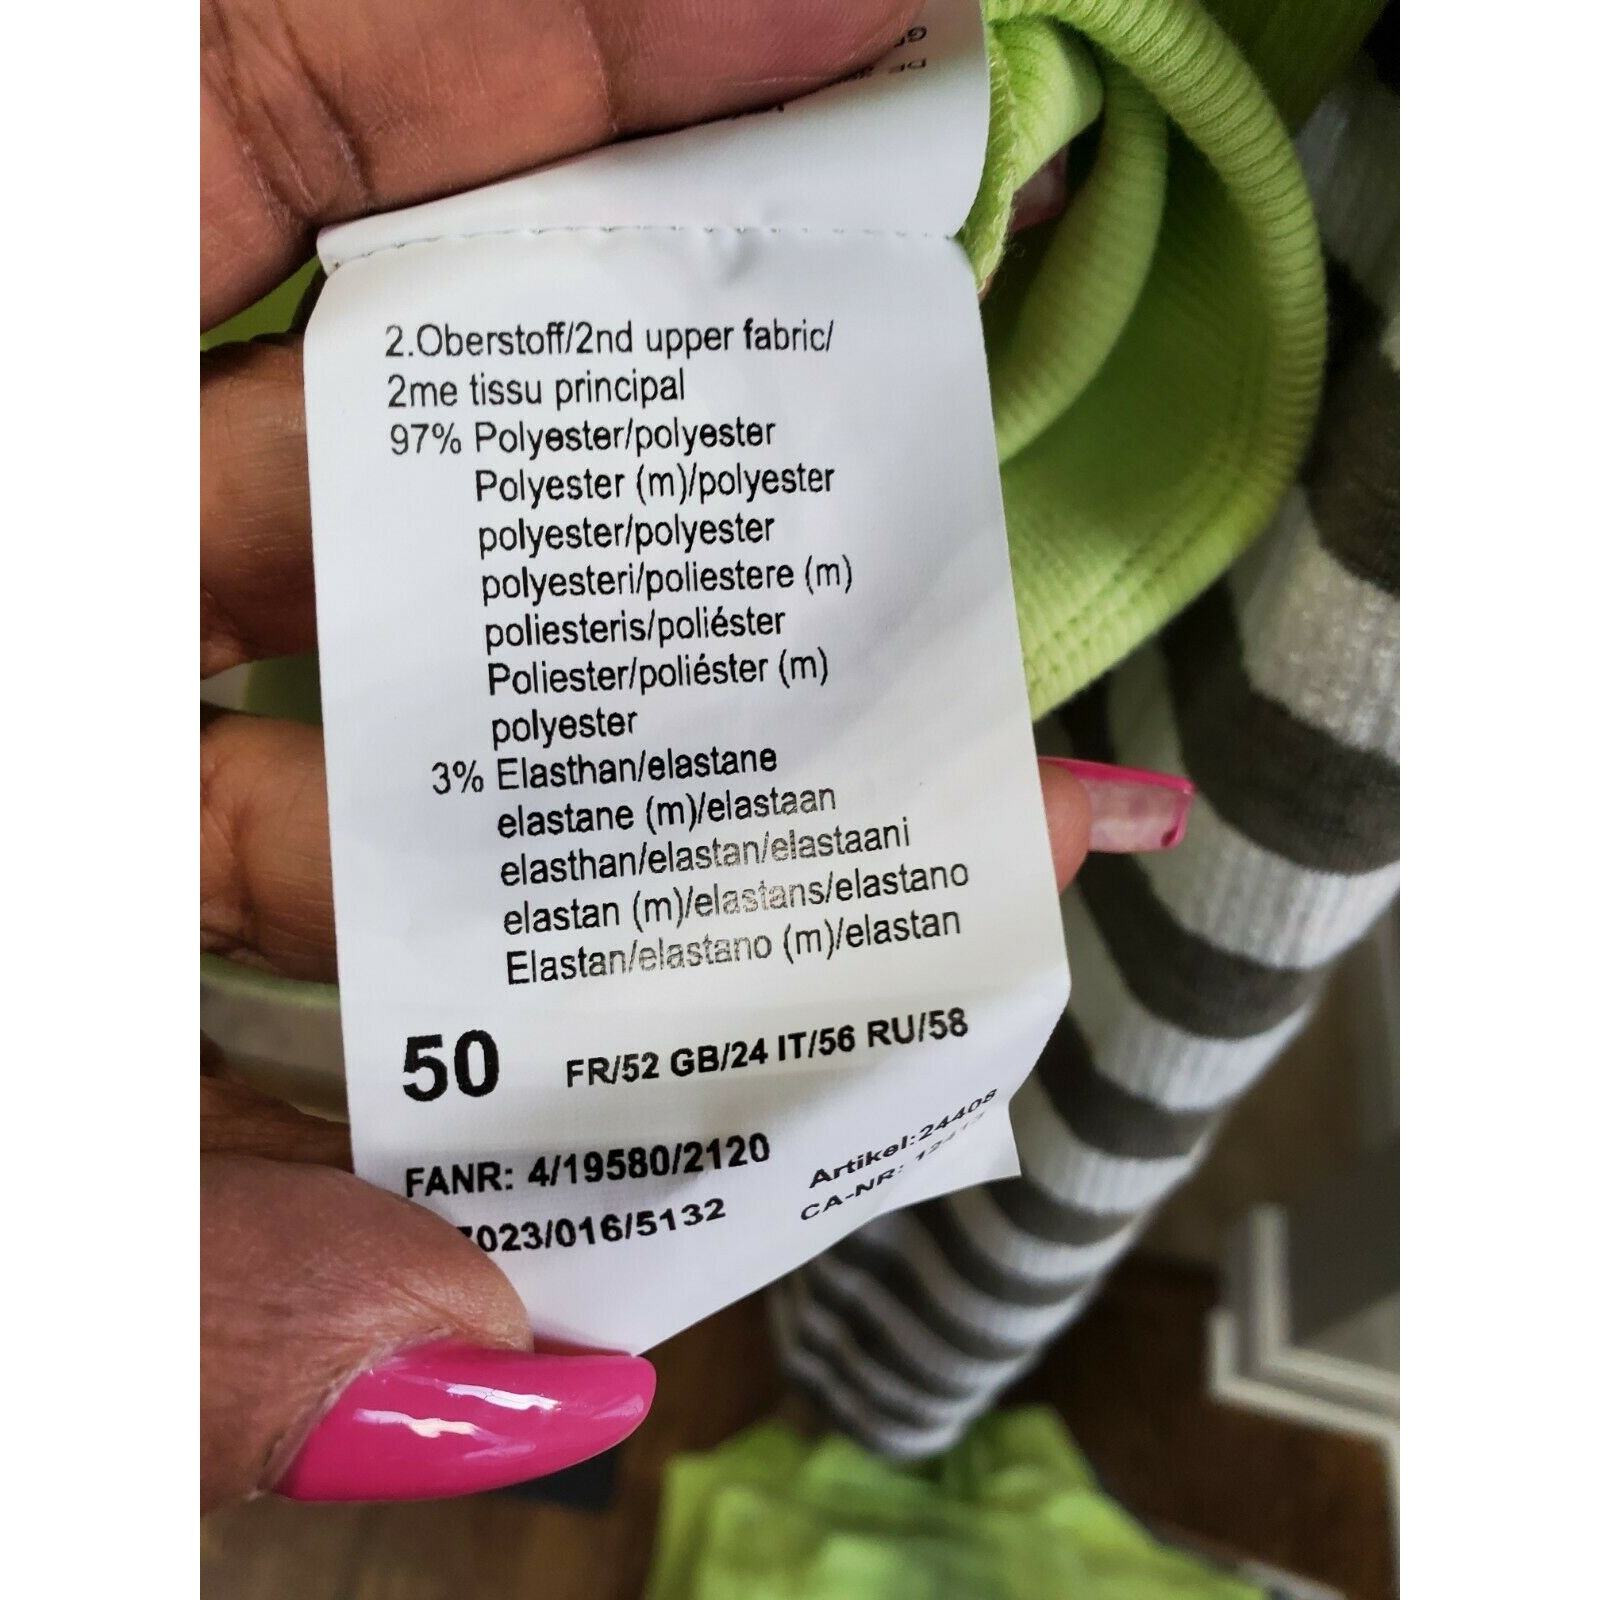 2.Oberstoff/2nd upper fabric/
2me tissu principal
97% Polyester/polyester
Polyester (m)/polyester
polyester/polyester
polyesteri/poliestere (m)
poliesteris/poliéster
Poliester/poliéster (m)
polyester
3% Elasthan/elastane
elastane (m)/elastaan
elasthan/elastan/elastaani
elastan (m)/elastans/elastano
Elastan/elastano (m)/elastan
50 FR/52 GB/24 IT/56 RU/58
FANR: 4/19580/2120 Artikel:24408
023/016/5132 CA-NR: